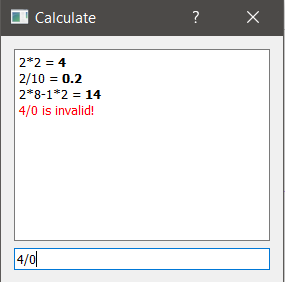 Calculate ?
2*2 = 4
2/10 = 0.2
2*8-1*2 = 14
4/0 is invalid!
4/0